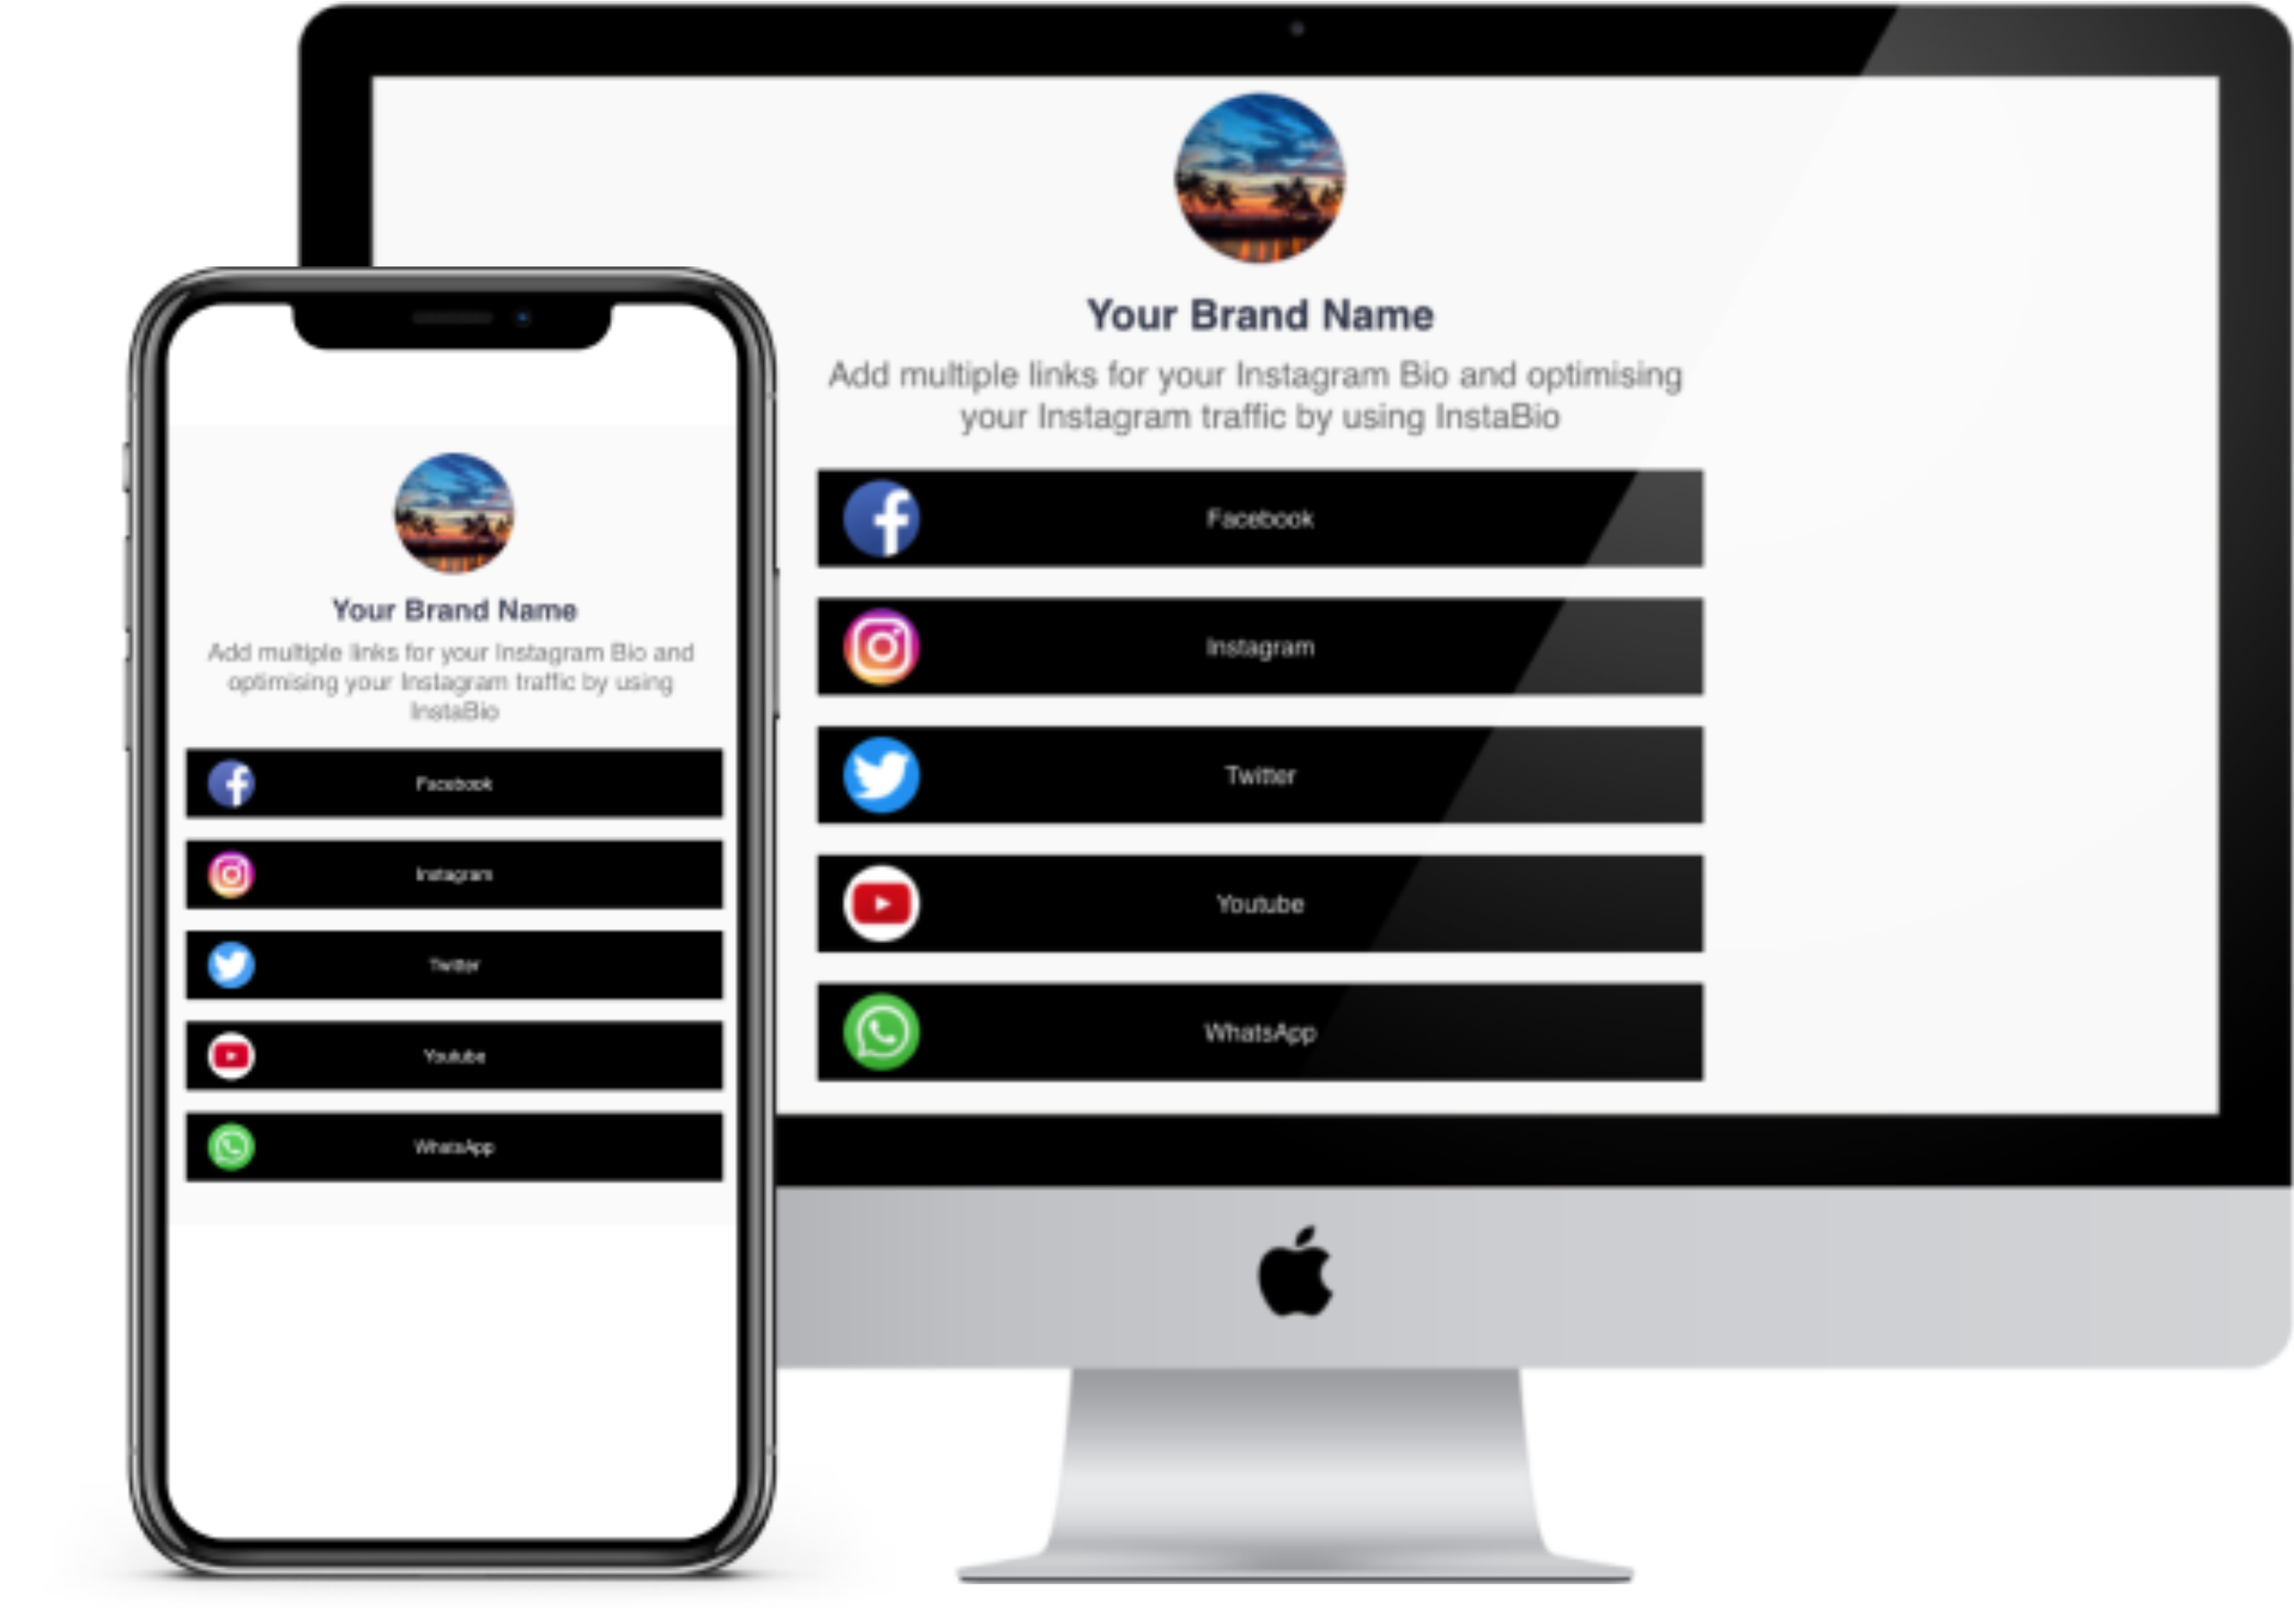 Your Brand Name
Add multiple links for your Instagram Bio and optimising
your Instagram traffic by using InstaBio
Facebook
Instagram
Twitter
Youtube
WhatsApp
Your Brand Name
Add multiple links for your Instagram Bio and
optimising your Instagram traffic by using
InstaBio
Facebook
Instagram
Twitter
Youtube
WhatsApp